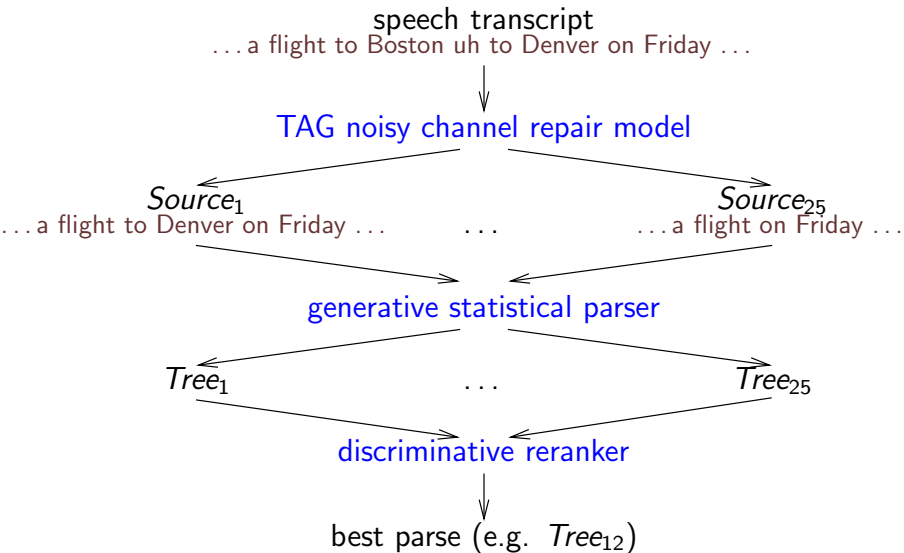 speech transcript
... a flight to Boston uh to Denver on Friday ...
TAG noisy channel repair model
Source₁ Source₂₅
... a flight to Denver on Friday ... ... ... a flight on Friday ...
generative statistical parser
Tree₁ ... Tree₂₅
discriminative reranker
best parse (e.g. Tree₁₂)